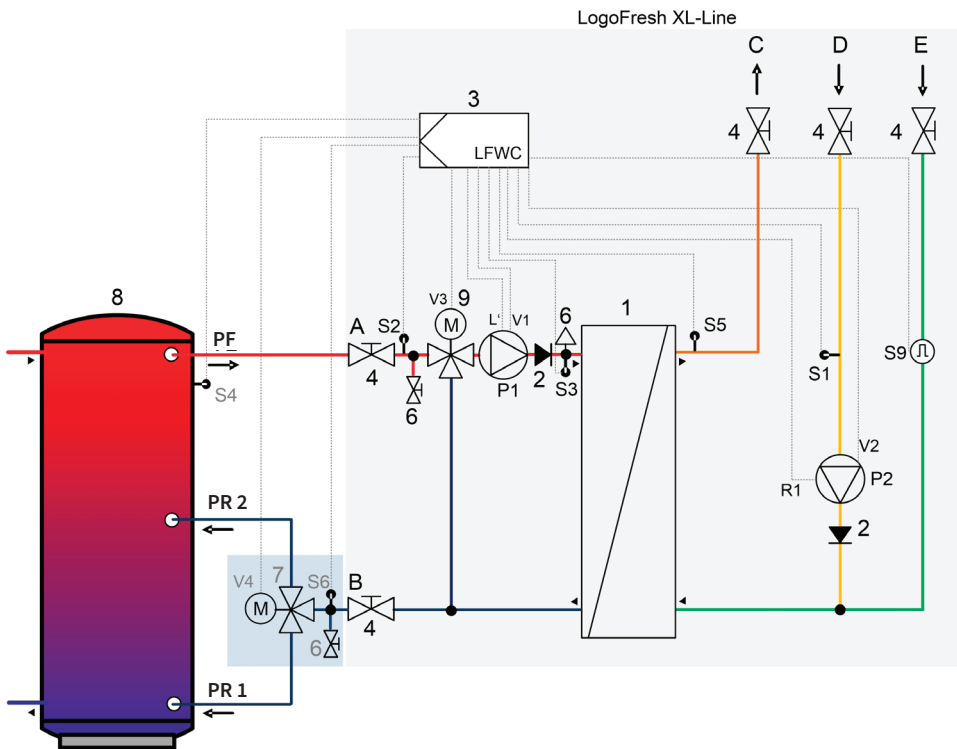 LogoFresh XL-Line
C
D
E
4
4
4
3
LFWC
8
PF
S4
A
4
S2
6
V3
9
M
L'
V1
P1
2
6
S3
1
S5
S1
S9
V2
R1
P2
2
PR 2
V4
7
S6
M
6
B
4
PR 1